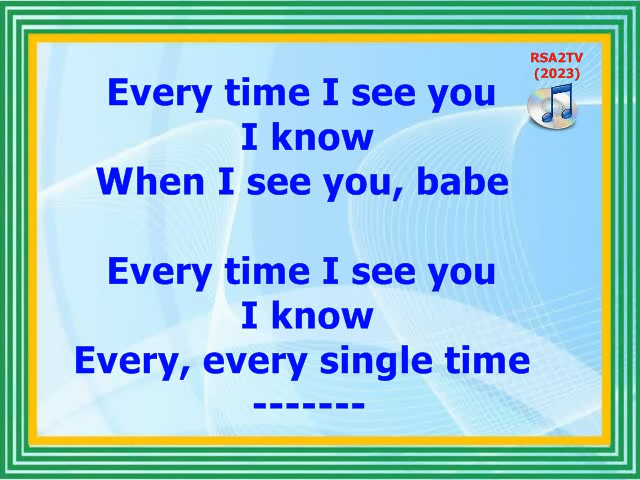 RSA2TV
(2023)
Every time I see you
I know
When I see you, babe
Every time I see you
I know
Every, every single time
-------